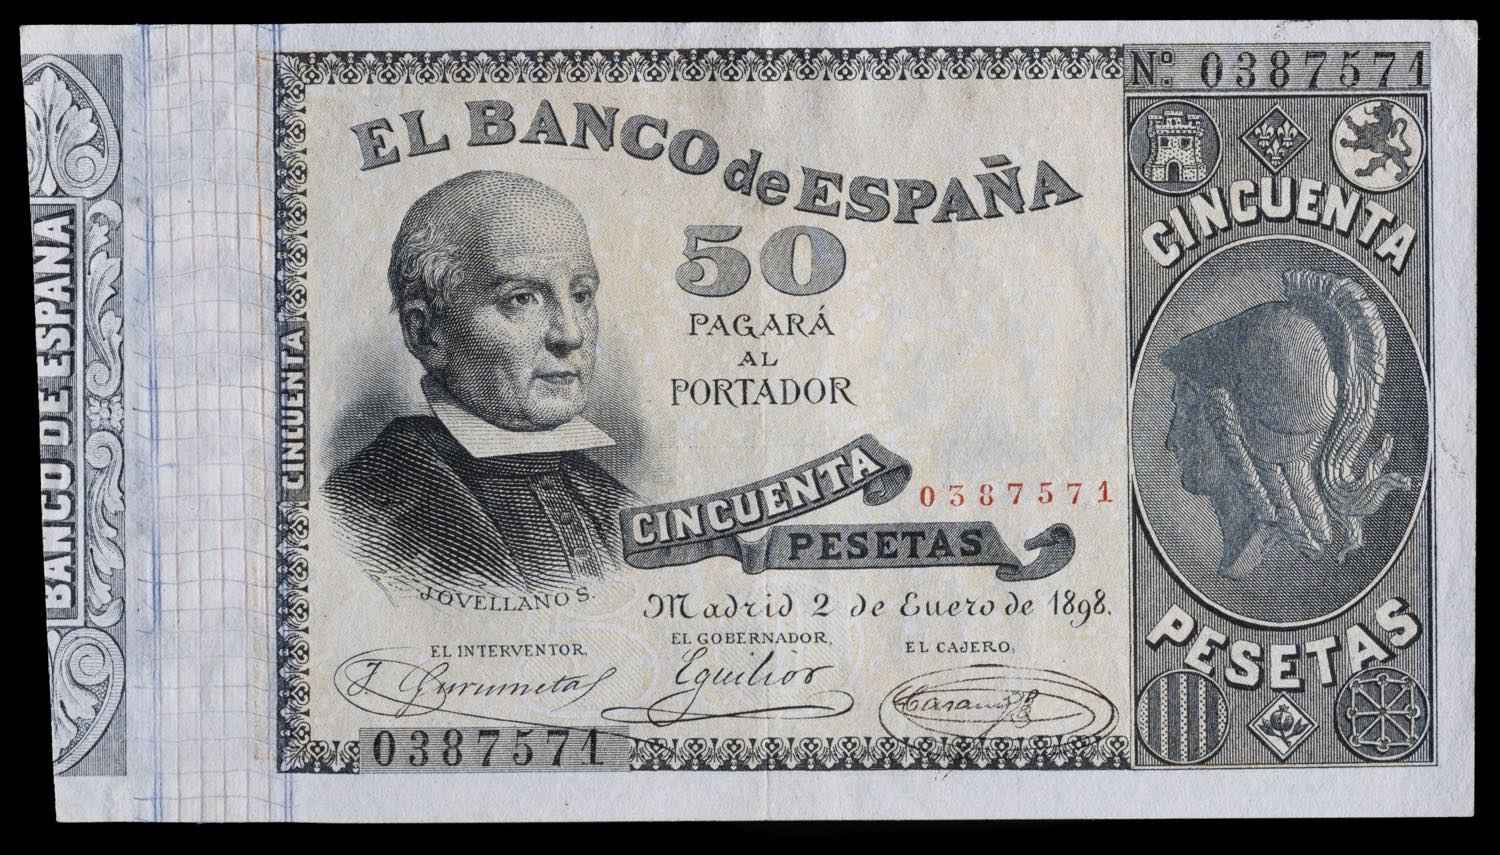 BANCO DE ESPAÑA
CINCUENTA
Nº. 0387571
EL BANCO de ESPAÑA
50
PAGARÁ
AL
PORTADOR
CINCUENTA
PESETAS
0387571
JOVELLANOS.
Madrid 2 de Enero de 1898.
EL INTERVENTOR,
EL GOBERNADOR,
EL CAJERO,
Eguilior
0387571
CINCUENTA
PESETAS